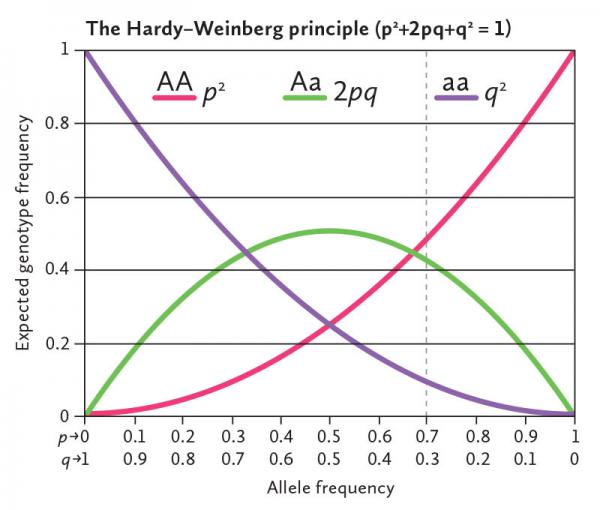 The Hardy–Weinberg principle (p²+2pq+q² = 1)
AA p² Aa 2pq aa q²
Expected genotype frequency
1
0.8
0.6
0.4
0.2
0
p→0 0.1 0.2 0.3 0.4 0.5 0.6 0.7 0.8 0.9 1
q→1 0.9 0.8 0.7 0.6 0.5 0.4 0.3 0.2 0.1 0
Allele frequency